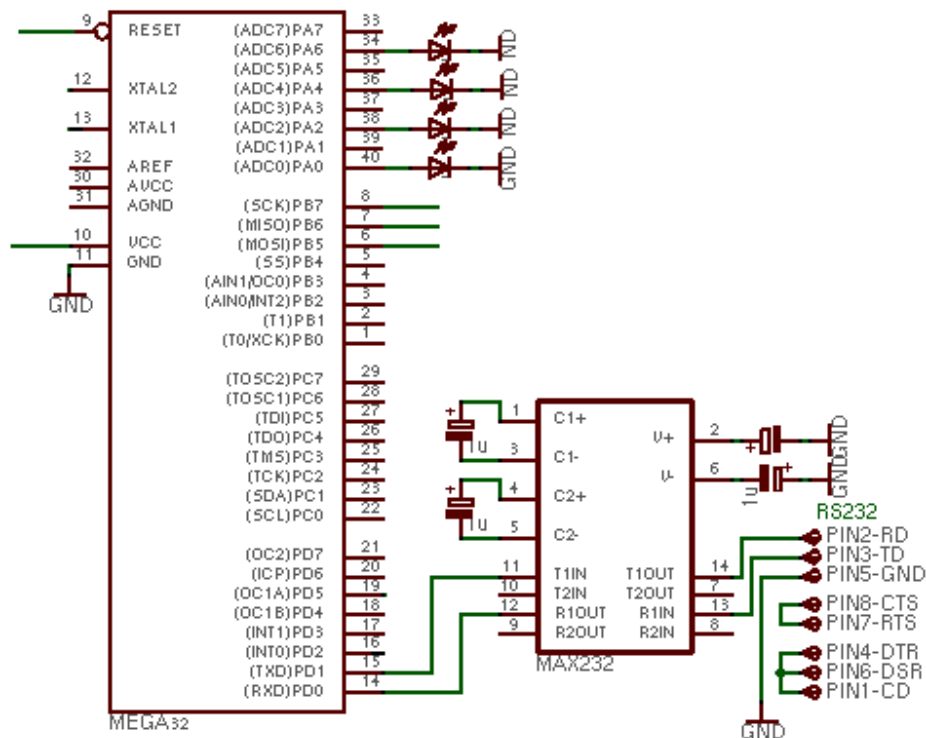 9 RESET (ADC7)PA7 33
(ADC6)PA6 34 ND
(ADC5)PA5 35
12 XTAL2 (ADC4)PA4 36 ND
(ADC3)PA3 37
13 XTAL1 (ADC2)PA2 38 ND
(ADC1)PA1 39
32 AREF (ADC0)PA0 40 GND
30 AVCC
31 AGND (SCK)PB7 8
(MISO)PB6 7
10 VCC (MOSI)PB5 6
11 GND (SS)PB4 5
GND (AIN1/OC0)PB3 4
(AIN0/INT2)PB2 3
(T1)PB1 2
(T0/XCK)PB0 1
(TOSC2)PC7 29
(TOSC1)PC6 28
(TDI)PC5 27
(TDO)PC4 26
(TMS)PC3 25
(TCK)PC2 24
(SDA)PC1 23
(SCL)PC0 22
(OC2)PD7 21
(ICP)PD6 20
(OC1A)PD5 19
(OC1B)PD4 18
(INT1)PD3 17
(INT0)PD2 16
(TXD)PD1 15
(RXD)PD0 14
MEGA32
+ 1 C1+ V+ 2 + GND
1u 3 C1- V- 6 + 1u GND
+ 4 C2+
1u 5 C2-
11 T1IN T1OUT 14
10 T2IN T2OUT 7
12 R1OUT R1IN 13
9 R2OUT R2IN 8
MAX232
RS232
PIN2-RD
PIN3-TD
PIN5-GND
PIN8-CTS
PIN7-RTS
PIN4-DTR
PIN6-DSR
PIN1-CD
GND